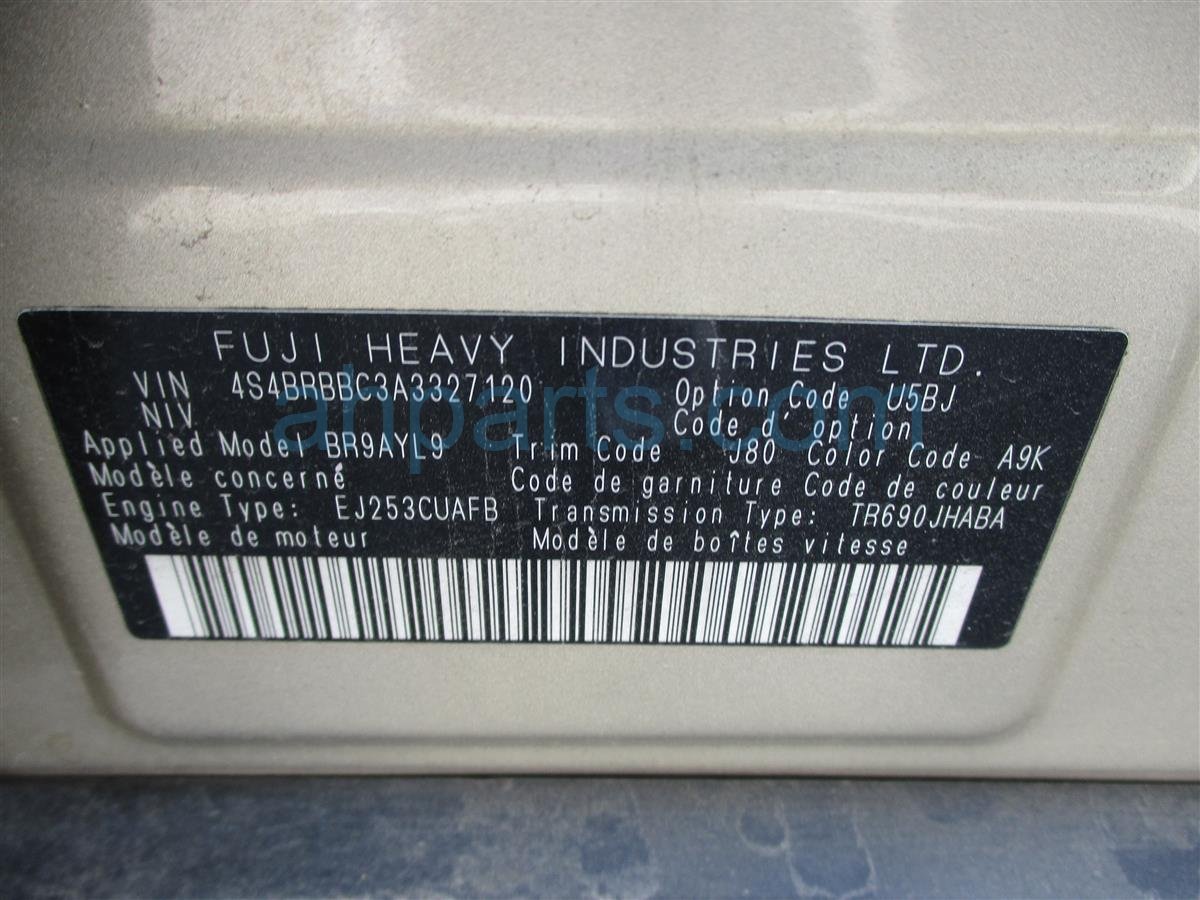 FUJI HEAVY INDUSTRIES LTD.
VIN 4S4BRBBC3A3327120 Option Code U5BJ
NIV Code d'option
Applied Model BR9AYL9 Trim Code J80 Color Code A9K
Modèle concerné Code de garniture Code de couleur
Engine Type: EJ253CUAFB Transmission Type: TR690JHABA
Modèle de moteur Modèle de boîtes vitesse
ahparts.com